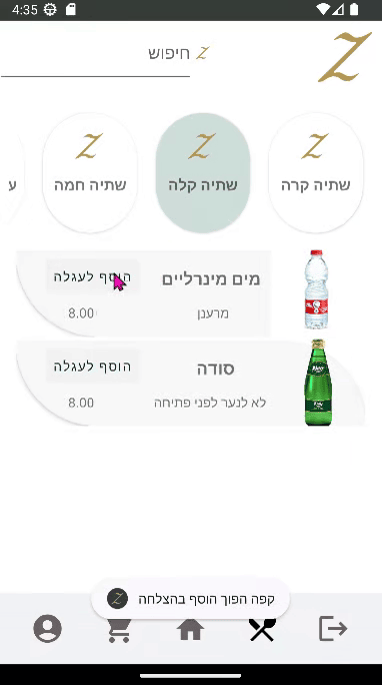 4:35
חיפוש
שתיה קרה
שתיה קלה
שתיה חמה
ע
מים מינרליים
הוסף לעגלה
מרענן
8.00
סודה
הוסף לעגלה
לא לנער לפני פתיחה
8.00
קפה הפוך הוסף בהצלחה